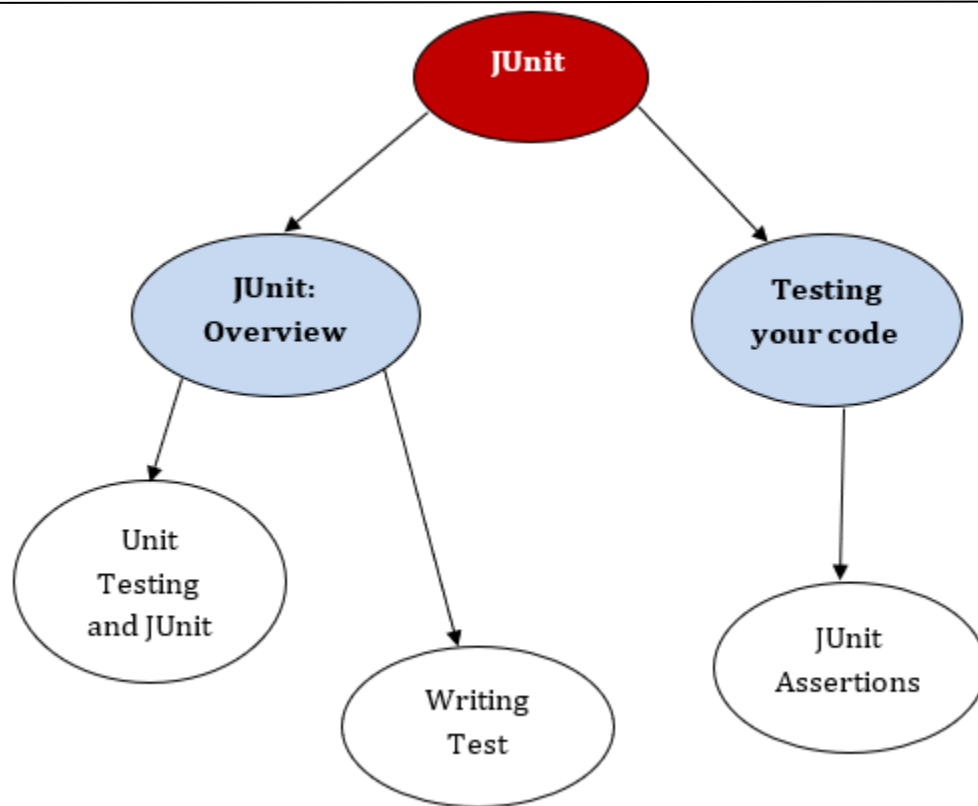 JUnit
JUnit:
Overview
Testing
your code
Unit
Testing
and JUnit
Writing
Test
JUnit
Assertions